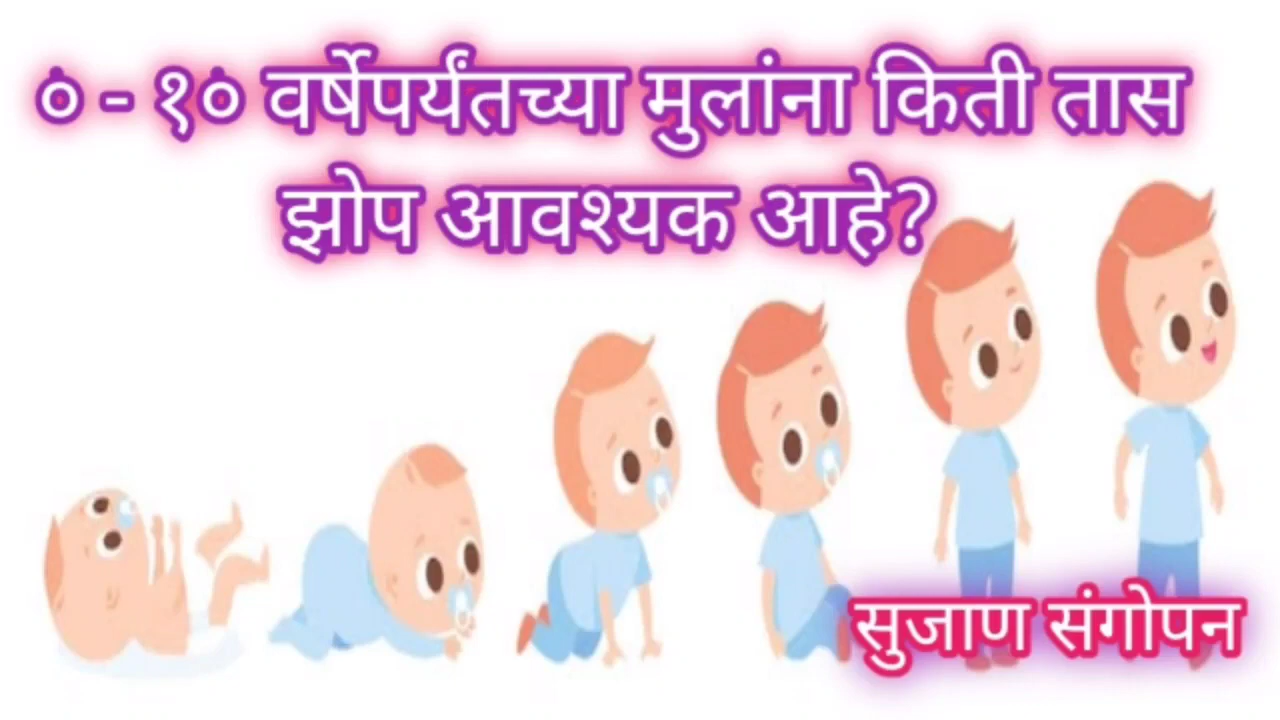 ० - १० वर्षेपर्यंतच्या मुलांना किती तास
झोप आवश्यक आहे?
सुजाण संगोपन